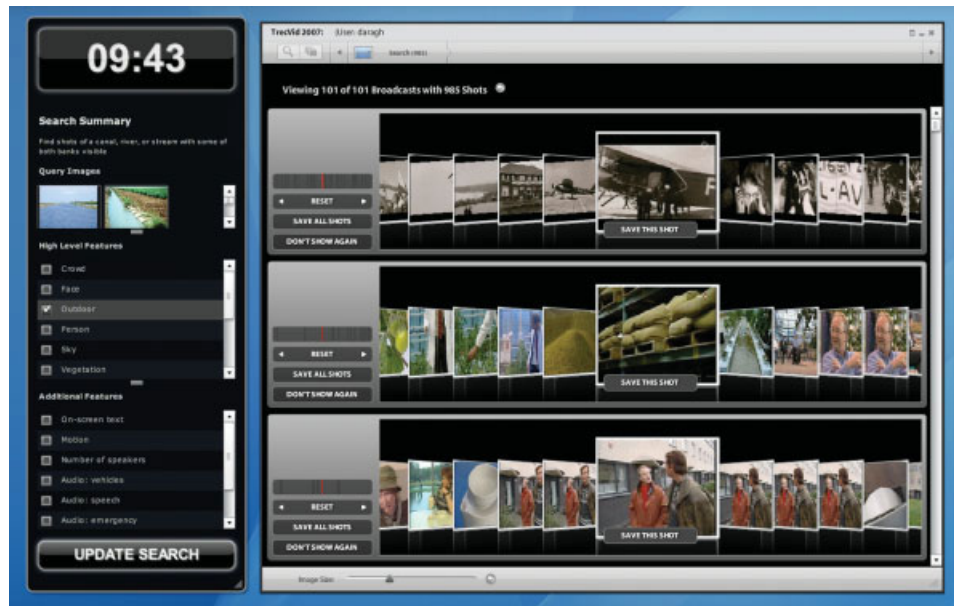 09:43
Search Summary
Find shots of a canal, river, or stream with some of
both banks visible
Query Images
High Level Features
Crowd
Face
Outdoor
Person
Sky
Vegetation
Additional Features
On-screen text
Motion
Number of speakers
Audio: vehicles
Audio: speech
Audio: emergency
UPDATE SEARCH
TrecVid 2007:
daragh
Viewing 101 of 101 Broadcasts with 985 Shots
RESET
SAVE ALL SHOTS
DON'T SHOW AGAIN
F
L-AV
SAVE THIS SHOT
RESET
SAVE ALL SHOTS
DON'T SHOW AGAIN
SAVE THIS SHOT
RESET
SAVE ALL SHOTS
DON'T SHOW AGAIN
SAVE THIS SHOT
Image Size: